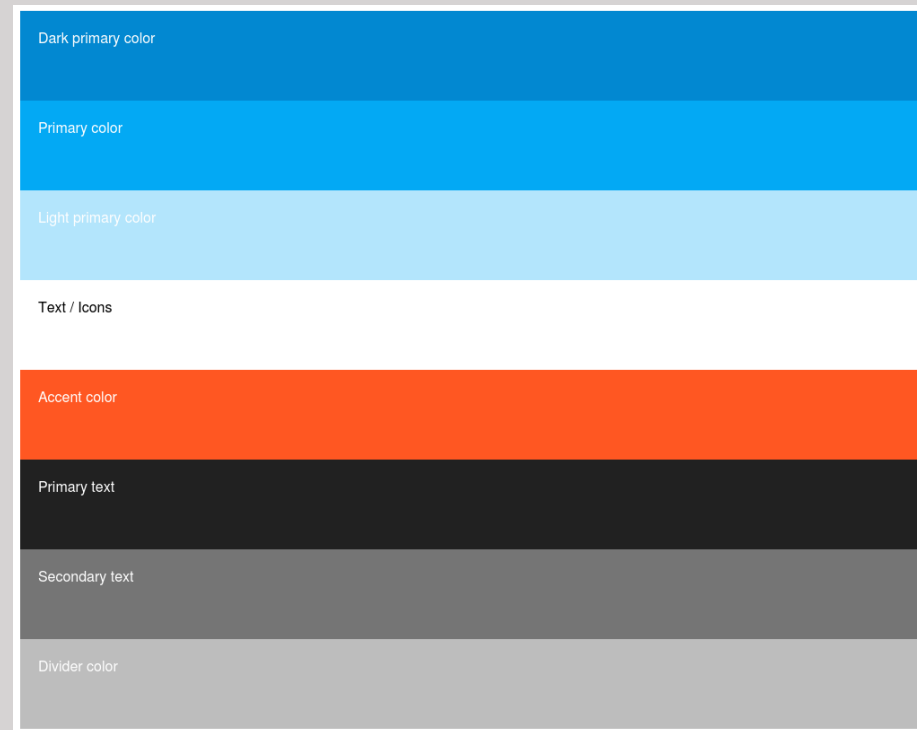 Dark primary color
Primary color
Light primary color
Text / Icons
Accent color
Primary text
Secondary text
Divider color